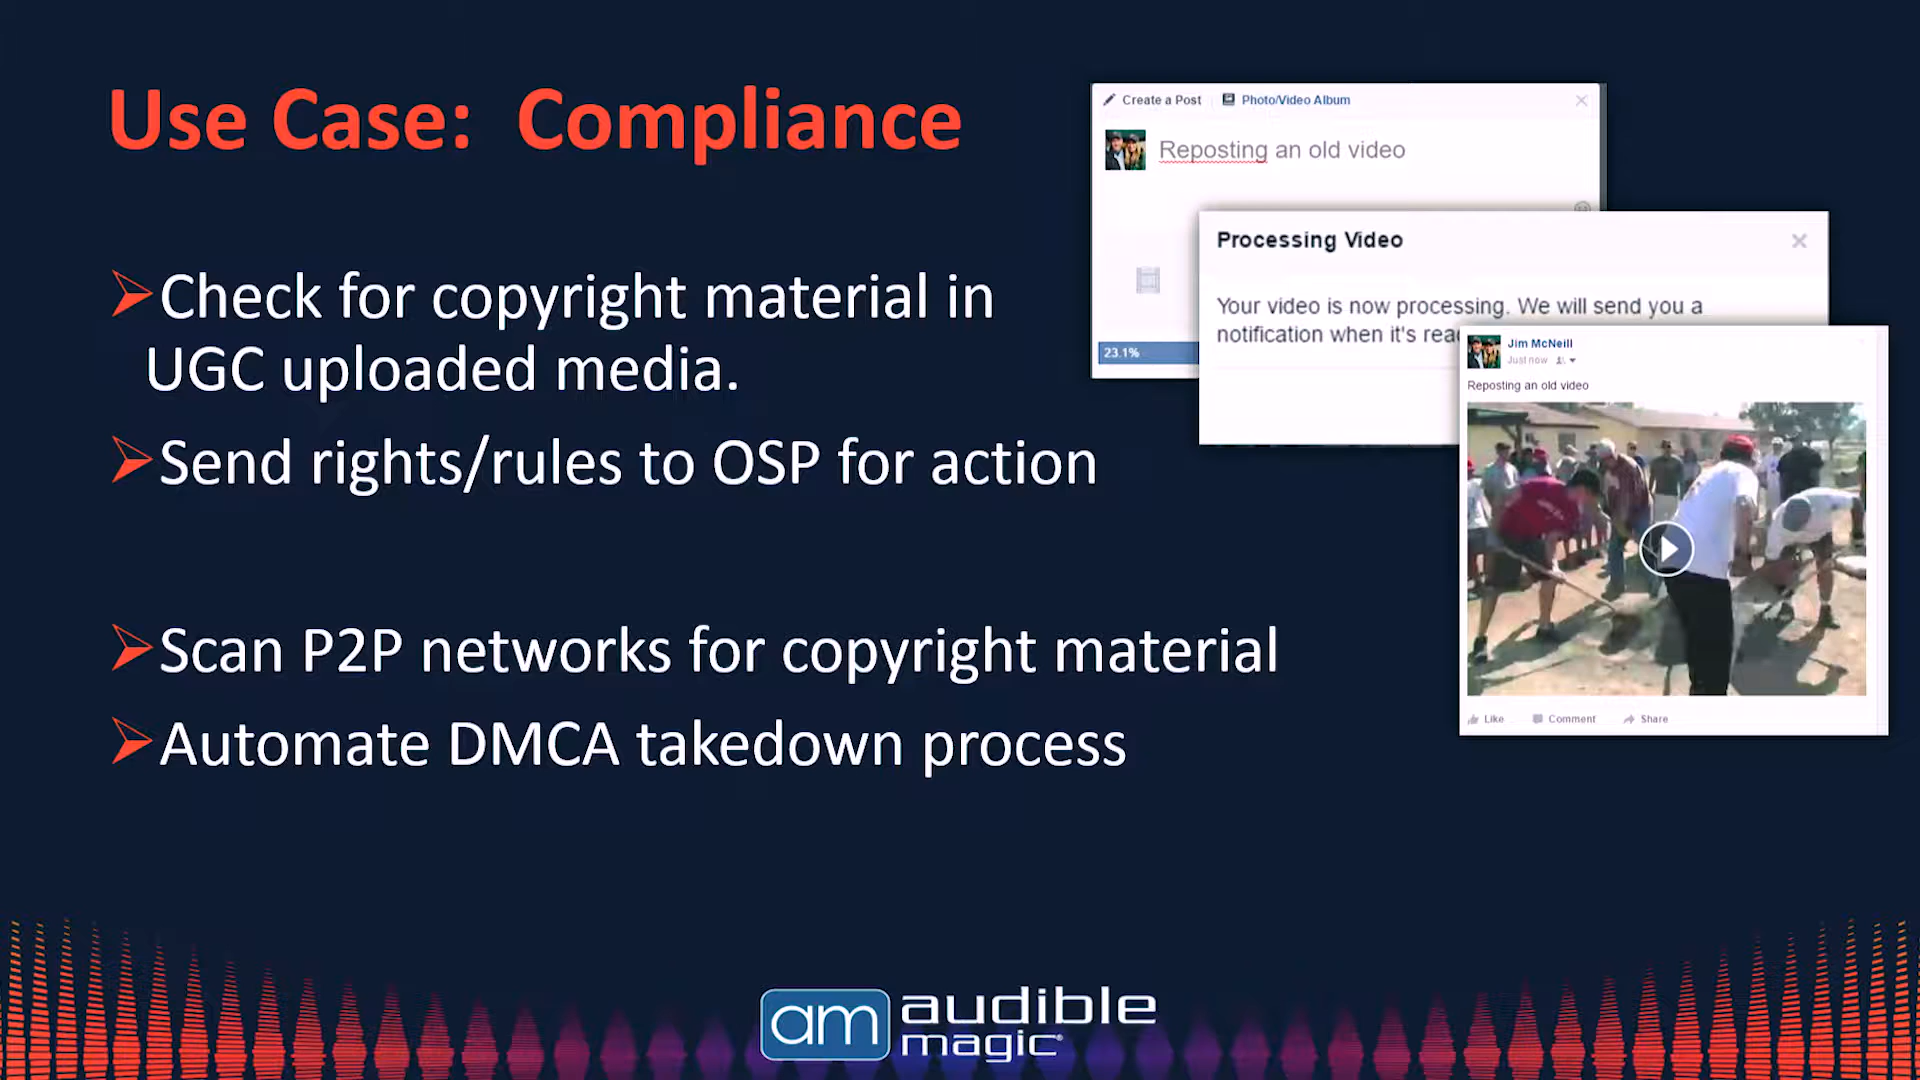 Use Case:  Compliance
Check for copyright material in
UGC uploaded media.
Send rights/rules to OSP for action
Scan P2P networks for copyright material
Automate DMCA takedown process
Create a Post
Photo/Video Album
Reposting an old video
23.1%
Processing Video
Your video is now processing. We will send you a
notification when it's rea
Jim McNeill
Just now
Reposting an old video
Like Comment Share
am audible
magic